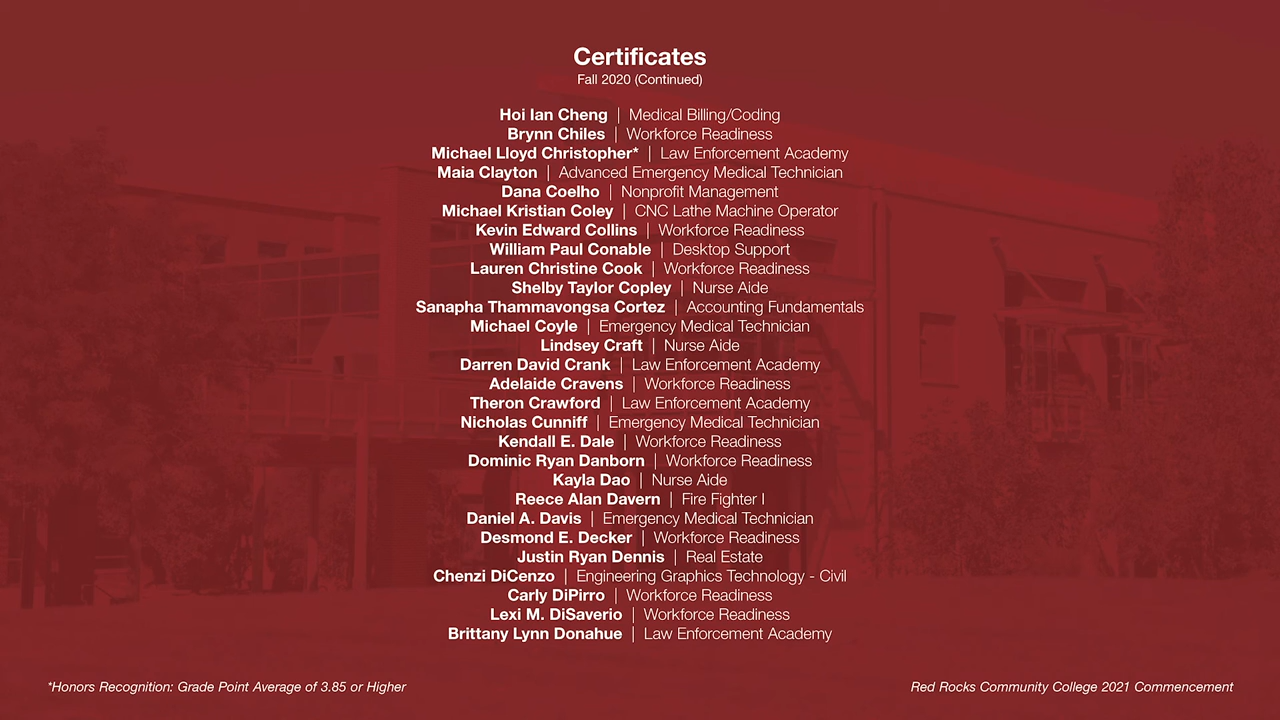 Certificates
Fall 2020 (Continued)
Hoi Ian Cheng | Medical Billing/Coding
Brynn Chiles | Workforce Readiness
Michael Lloyd Christopher* | Law Enforcement Academy
Maia Clayton | Advanced Emergency Medical Technician
Dana Coelho | Nonprofit Management
Michael Kristian Coley | CNC Lathe Machine Operator
Kevin Edward Collins | Workforce Readiness
William Paul Conable | Desktop Support
Lauren Christine Cook | Workforce Readiness
Shelby Taylor Copley | Nurse Aide
Sanapha Thammavongsa Cortez | Accounting Fundamentals
Michael Coyle | Emergency Medical Technician
Lindsey Craft | Nurse Aide
Darren David Crank | Law Enforcement Academy
Adelaide Cravens | Workforce Readiness
Theron Crawford | Law Enforcement Academy
Nicholas Cunniff | Emergency Medical Technician
Kendall E. Dale | Workforce Readiness
Dominic Ryan Danborn | Workforce Readiness
Kayla Dao | Nurse Aide
Reece Alan Davern | Fire Fighter I
Daniel A. Davis | Emergency Medical Technician
Desmond E. Decker | Workforce Readiness
Justin Ryan Dennis | Real Estate
Chenzi DiCenzo | Engineering Graphics Technology - Civil
Carly DiPirro | Workforce Readiness
Lexi M. DiSaverio | Workforce Readiness
Brittany Lynn Donahue | Law Enforcement Academy
*Honors Recognition: Grade Point Average of 3.85 or Higher
Red Rocks Community College 2021 Commencement